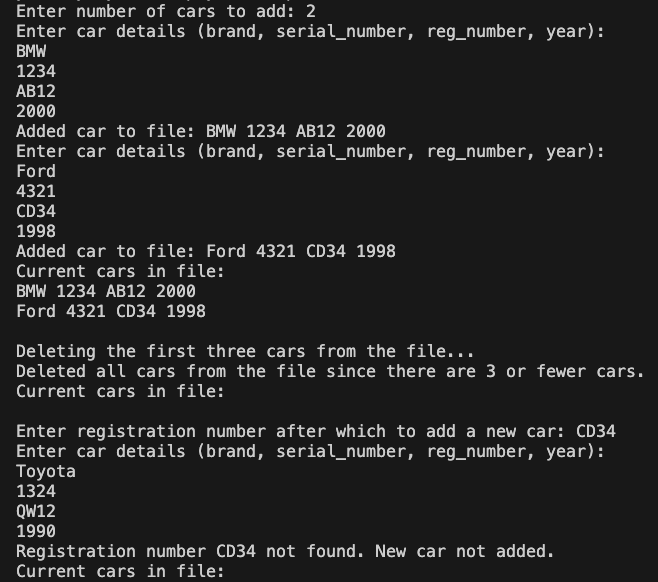 Enter number of cars to add: 2
Enter car details (brand, serial_number, reg_number, year):
BMW
1234
AB12
2000
Added car to file: BMW 1234 AB12 2000
Enter car details (brand, serial_number, reg_number, year):
Ford
4321
CD34
1998
Added car to file: Ford 4321 CD34 1998
Current cars in file:
BMW 1234 AB12 2000
Ford 4321 CD34 1998

Deleting the first three cars from the file...
Deleted all cars from the file since there are 3 or fewer cars.
Current cars in file:

Enter registration number after which to add a new car: CD34
Enter car details (brand, serial_number, reg_number, year):
Toyota
1324
QW12
1990
Registration number CD34 not found. New car not added.
Current cars in file: